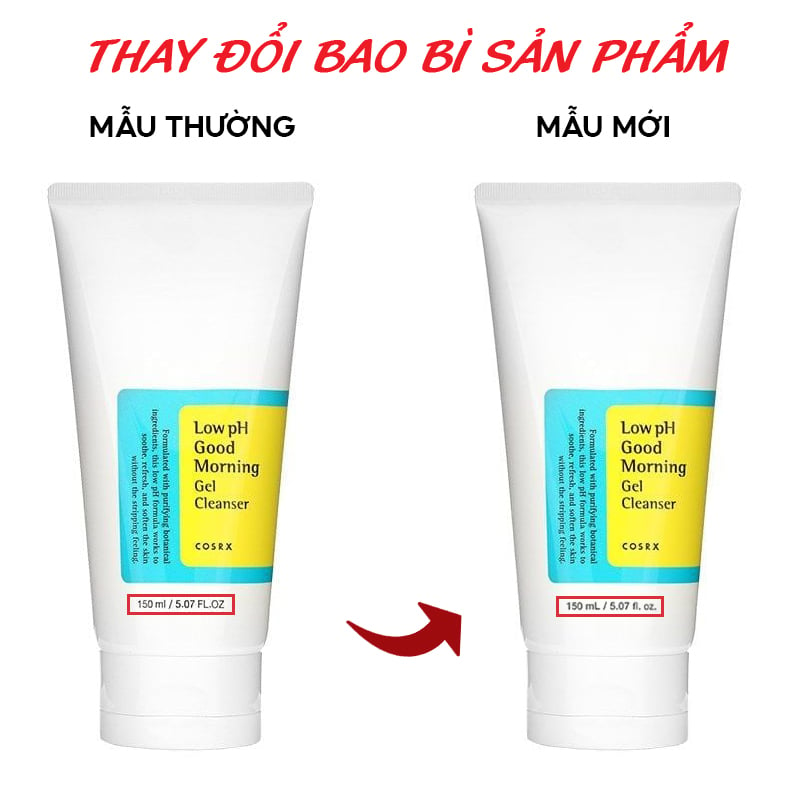 THAY ĐỔI BAO BÌ SẢN PHẨM
MẪU THƯỜNG
MẪU MỚI
Low pH
Good
Morning
Gel
Cleanser
COSRX
Formulated with purifying botanical
ingredients, this low pH formula works to
soothe, refresh, and soften the skin
without the stripping feeling.
150 ml / 5.07 FL.OZ
Low pH
Good
Morning
Gel
Cleanser
COSRX
Formulated with purifying botanical
ingredients, this low pH formula works to
soothe, refresh, and soften the skin
without the stripping feeling.
150 mL / 5.07 fl. oz.